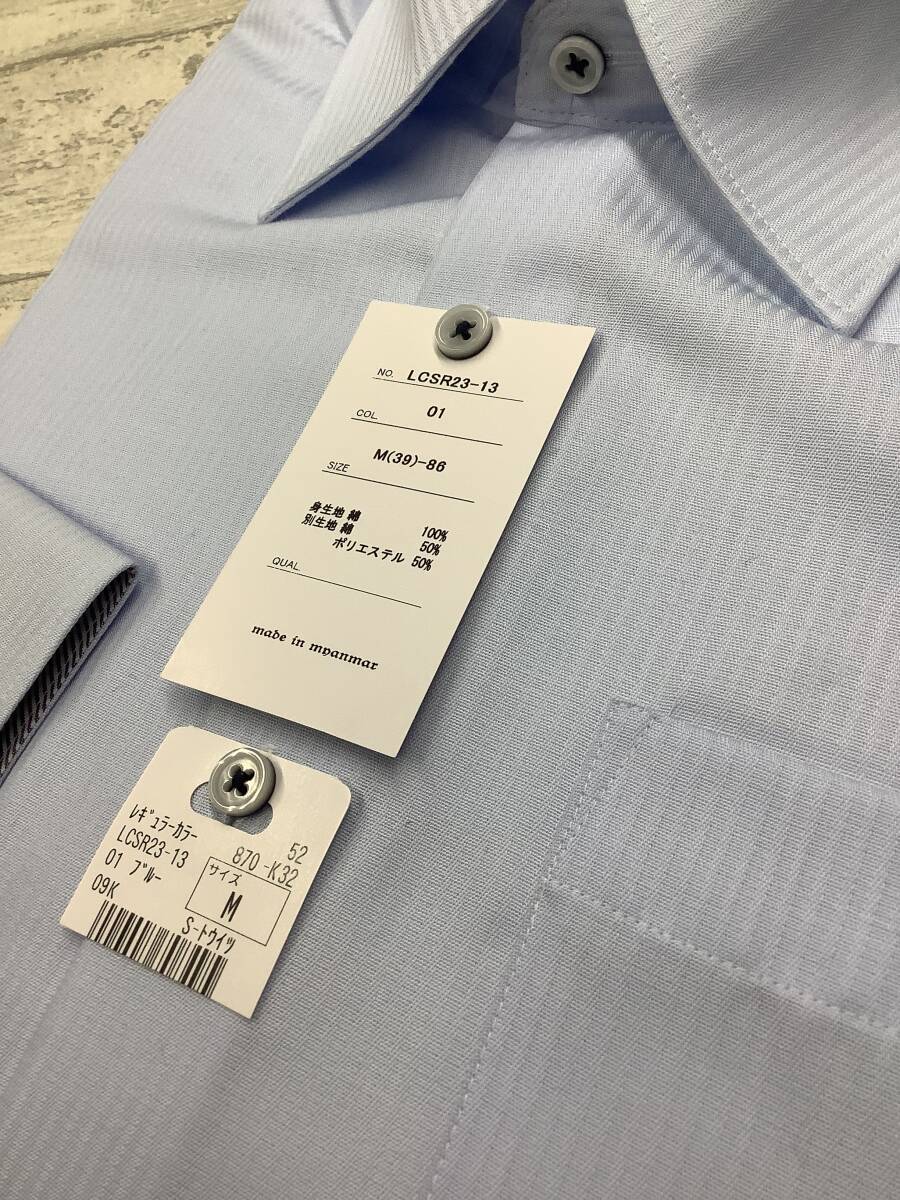 NO. LCSR23-13
COL. 01
SIZE M(39)-86
身生地 綿 100%
別生地 綿 50%
ポリエステル 50%
QUAL.
made in myanmar
ﾚｷﾞｭﾗｰｶﾗｰ 52
LCSR23-13 870-K32
01 ﾌﾞﾙｰ サイズ
09K M
S-ﾄｳｲﾂ